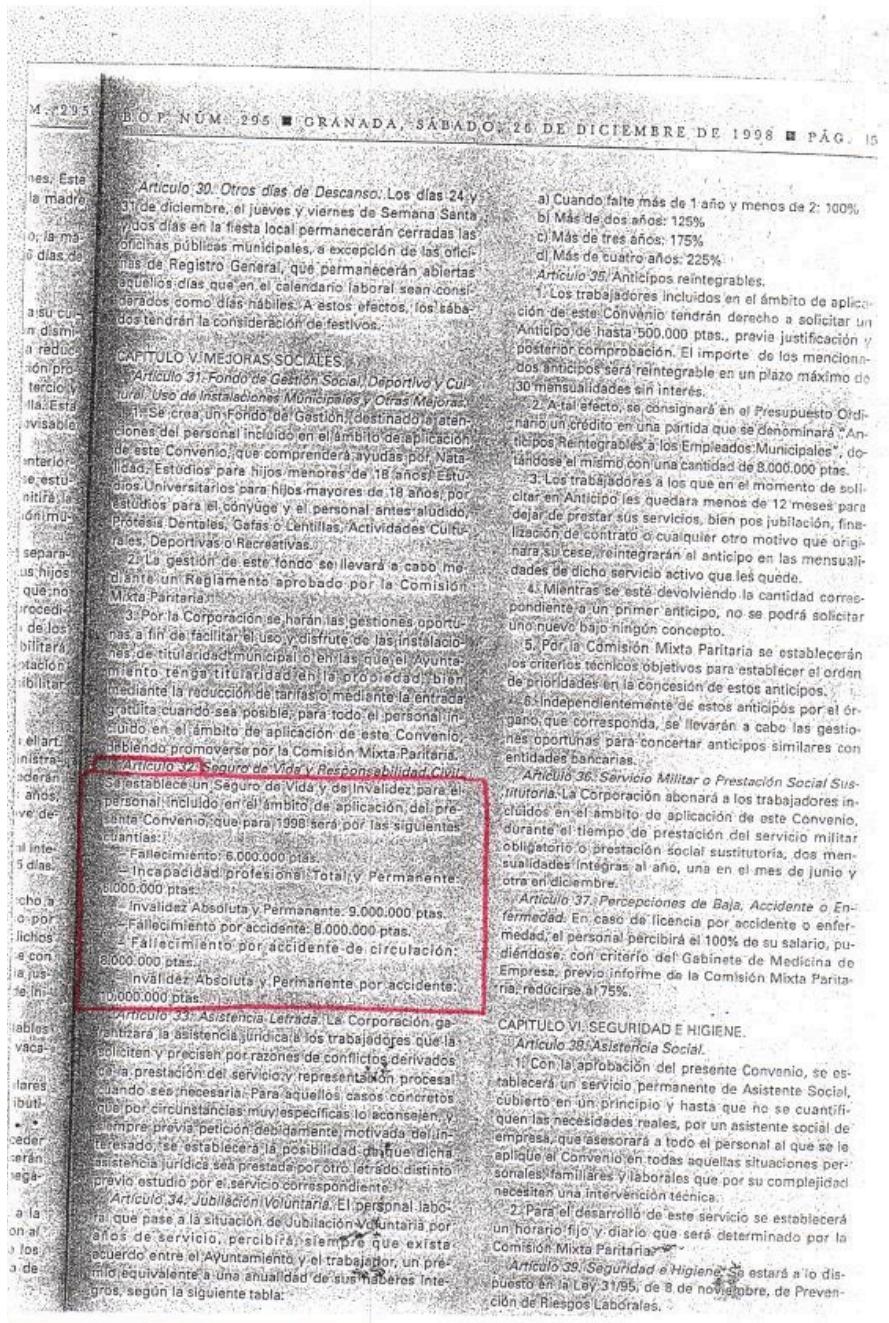 M. 295
B.O.P. NÚM. 295 ■ GRANADA, SÁBADO, 26 DE DICIEMBRE DE 1998 ■ PÁG. 15
nes. Este
la madre
o, la ma-
a su cui-
n dismi-
a reduc-
tercio y
lla. Esta
se estu-
separa-
us hijos
que no
procedi-
de los
bilitará
ibilitar
el art.
años,
5 días.
cho a
o por
dichos
e con
vaca-
ceder
cerán
a la
on al
a los
a de
Artículo 30. Otros días de Descanso. Los días 24 y
31 de diciembre, el jueves y viernes de Semana Santa
y dos días en la fiesta local permanecerán cerradas las
oficinas públicas municipales, a excepción de las ofici-
nas de Registro General, que permanecerán abiertas
aquellos días que en el calendario laboral sean consi-
derados como días hábiles. A estos efectos, los sába-
dos tendrán la consideración de festivos.
CAPITULO V. MEJORAS SOCIALES.
Artículo 31. Fondo de Gestión Social, Deportivo y Cul-
tural. Uso de Instalaciones Municipales y Otras Mejoras.
1. Se crea un Fondo de Gestión, destinado a aten-
ciones del personal incluido en el ámbito de aplicación
de este Convenio, que comprenderá ayudas por Nata-
lidad, Estudios para hijos menores de 18 años, Estu-
dios Universitarios para hijos mayores de 18 años, por
estudios para el cónyuge y el personal antes aludido,
Prótesis Dentales, Gafas o Lentillas, Actividades Cultu-
rales, Deportivas o Recreativas.
2. La gestión de este fondo se llevará a cabo me-
diante un Reglamento aprobado por la Comisión
Mixta Paritaria.
3. Por la Corporación se harán las gestiones oportu-
nas a fin de facilitar el uso y disfrute de las instalacio-
nes de titularidad municipal o en las que el Ayunta-
miento tenga titularidad en la propiedad, bien
mediante la reducción de tarifas o mediante la entrada
gratuita cuando sea posible, para todo el personal in-
cluido en el ámbito de aplicación de este Convenio,
debiendo promoverse por la Comisión Mixta Paritaria.
Artículo 32. Seguro de Vida y Responsabilidad Civil.
Se establece un Seguro de Vida y de Invalidez para el
personal incluido en el ámbito de aplicación del pre-
sente Convenio, que para 1998 será por las siguientes
cuantías:
– Fallecimiento: 6.000.000 ptas.
– Incapacidad profesional Total y Permanente:
6.000.000 ptas.
– Invalidez Absoluta y Permanente: 9.000.000 ptas.
– Fallecimiento por accidente: 8.000.000 ptas.
– Fallecimiento por accidente de circulación:
8.000.000 ptas.
– Invalidez Absoluta y Permanente por accidente:
10.000.000 ptas.
Artículo 33. Asistencia Letrada. La Corporación ga-
rantizará la asistencia jurídica a los trabajadores que la
soliciten y precisen por razones de conflictos derivados
de la prestación del servicio y representación procesal
cuando sea necesaria. Para aquellos casos concretos
que por circunstancias muy específicas lo aconsejen, y
siempre previa petición debidamente motivada del in-
teresado, se establecerá la posibilidad de que dicha
asistencia jurídica sea prestada por otro letrado distinto
previo estudio por el servicio correspondiente.
Artículo 34. Jubilación Voluntaria. El personal labo-
ral que pase a la situación de Jubilación Voluntaria por
años de servicio, percibirá, siempre que exista
acuerdo entre el Ayuntamiento y el trabajador, un pre-
mio equivalente a una anualidad de sus haberes ínte-
gros, según la siguiente tabla:
a) Cuando falte más de 1 año y menos de 2: 100%
b) Más de dos años: 125%
c) Más de tres años: 175%
d) Más de cuatro años: 225%
Artículo 35. Anticipos reintegrables.
1. Los trabajadores incluidos en el ámbito de aplica-
ción de este Convenio tendrán derecho a solicitar un
Anticipo de hasta 500.000 ptas., previa justificación y
posterior comprobación. El importe de los menciona-
dos anticipos será reintegrable en un plazo máximo de
30 mensualidades sin interés.
2. A tal efecto, se consignará en el Presupuesto Ordi-
nario un crédito en una partida que se denominará "An-
ticipos Reintegrables a los Empleados Municipales", do-
tándose el mismo con una cantidad de 8.000.000 ptas.
3. Los trabajadores a los que en el momento de soli-
citar en Anticipo les quedara menos de 12 meses para
dejar de prestar sus servicios, bien pos jubilación, fina-
lización de contrato o cualquier otro motivo que origi-
nara su cese, reintegrarán el anticipo en las mensuali-
dades de dicho servicio activo que les quede.
4. Mientras se esté devolviendo la cantidad corres-
pondiente a un primer anticipo, no se podrá solicitar
uno nuevo bajo ningún concepto.
5. Por la Comisión Mixta Paritaria se establecerán
los criterios técnicos objetivos para establecer el orden
de prioridades en la concesión de estos anticipos.
6. Independientemente de estos anticipos por el ór-
gano que corresponda, se llevarán a cabo las gestio-
nes oportunas para concertar anticipos similares con
entidades bancarias.
Artículo 36. Servicio Militar o Prestación Social Sus-
titutoria. La Corporación abonará a los trabajadores in-
cluidos en el ámbito de aplicación de este Convenio,
durante el tiempo de prestación del servicio militar
obligatorio o prestación social sustitutoria, dos men-
sualidades íntegras al año, una en el mes de junio y
otra en diciembre.
Artículo 37. Percepciones de Baja, Accidente o En-
fermedad. En caso de licencia por accidente o enfer-
medad, el personal percibirá el 100% de su salario, pu-
diéndose, con criterio del Gabinete de Medicina de
Empresa, previo informe de la Comisión Mixta Parita-
ria, reducirse al 75%.
CAPITULO VI. SEGURIDAD E HIGIENE.
Artículo 38. Asistencia Social.
1. Con la aprobación del presente Convenio, se es-
tablecerá un servicio permanente de Asistente Social,
cubierto en un principio y hasta que no se cuantifi-
quen las necesidades reales, por un asistente social de
empresa, que asesorará a todo el personal al que se le
aplique el Convenio en todas aquellas situaciones per-
sonales, familiares y laborales que por su complejidad
necesiten una intervención técnica.
2. Para el desarrollo de este servicio se establecerá
un horario fijo y diario que será determinado por la
Comisión Mixta Paritaria.
Artículo 39. Seguridad e Higiene. Se estará a lo dis-
puesto en la Ley 31/95, de 8 de noviembre, de Preven-
ción de Riesgos Laborales.